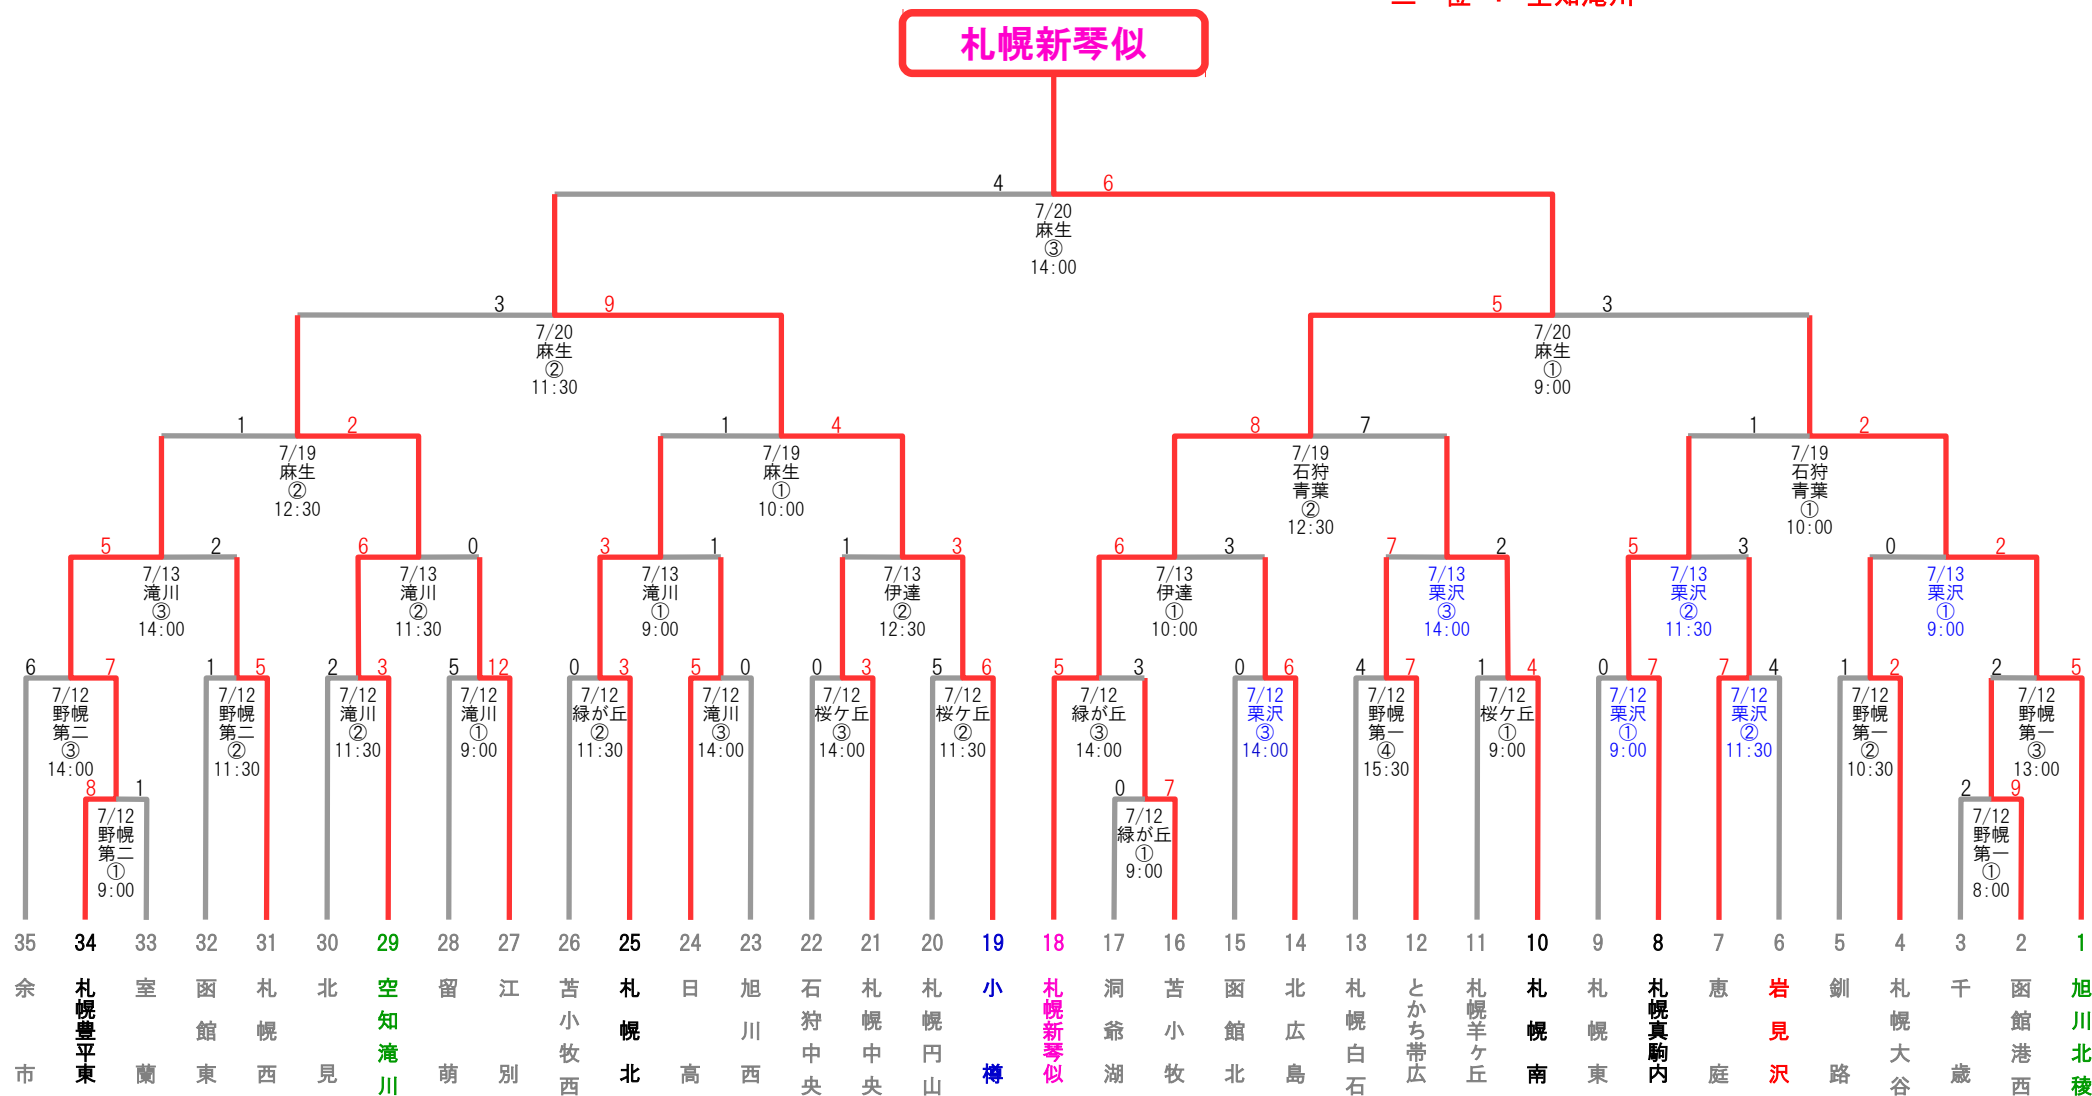 三 位 : 空知滝川
札幌新琴似
4 6
7/20
麻生
③
14:00
3 9
7/20
麻生
②
11:30
5 3
7/20
麻生
①
9:00
1 2
7/19
麻生
②
12:30
1 4
7/19
麻生
①
10:00
8 7
7/19
石狩
青葉
②
12:30
1 2
7/19
石狩
青葉
①
10:00
5 2
7/13
滝川
③
14:00
6 0
7/13
滝川
②
11:30
3 1
7/13
滝川
①
9:00
1 3
7/13
伊達
②
12:30
6 3
7/13
伊達
①
10:00
7 2
7/13
栗沢
③
14:00
5 3
7/13
栗沢
②
11:30
0 2
7/13
栗沢
①
9:00
6 7
7/12
野幌
第二
③
14:00
1 5
7/12
野幌
第二
②
11:30
2 3
7/12
滝川
②
11:30
5 12
7/12
滝川
①
9:00
0 3
7/12
緑が丘
②
11:30
5 0
7/12
滝川
③
14:00
0 3
7/12
桜ケ丘
③
14:00
5 6
7/12
桜ケ丘
②
11:30
5 3
7/12
緑が丘
③
14:00
0 6
7/12
栗沢
③
14:00
4 7
7/12
野幌
第一
④
15:30
1 4
7/12
桜ケ丘
①
9:00
0 7
7/12
栗沢
①
9:00
7 4
7/12
栗沢
②
11:30
1 2
7/12
野幌
第一
②
10:30
2 5
7/12
野幌
第一
③
13:00
8 1
7/12
野幌
第二
①
9:00
0 7
7/12
緑が丘
①
9:00
2 9
7/12
野幌
第一
①
8:00
35 34 33 32 31 30 29 28 27 26 25 24 23 22 21 20 19 18 17 16 15 14 13 12 11 10 9 8 7 6 5 4 3 2 1
余市
札幌豊平東
室蘭
函館東
札幌西
北見
空知滝川
留萌
江別
苫小牧西
札幌北
日高
旭川西
石狩中央
札幌中央
札幌円山
小樽
札幌新琴似
洞爺湖
苫小牧
函館北
北広島
札幌白石
とかち帯広
札幌羊ヶ丘
札幌南
札幌東
札幌真駒内
恵庭
岩見沢
釧路
札幌大谷
千歳
函館港西
旭川北稜